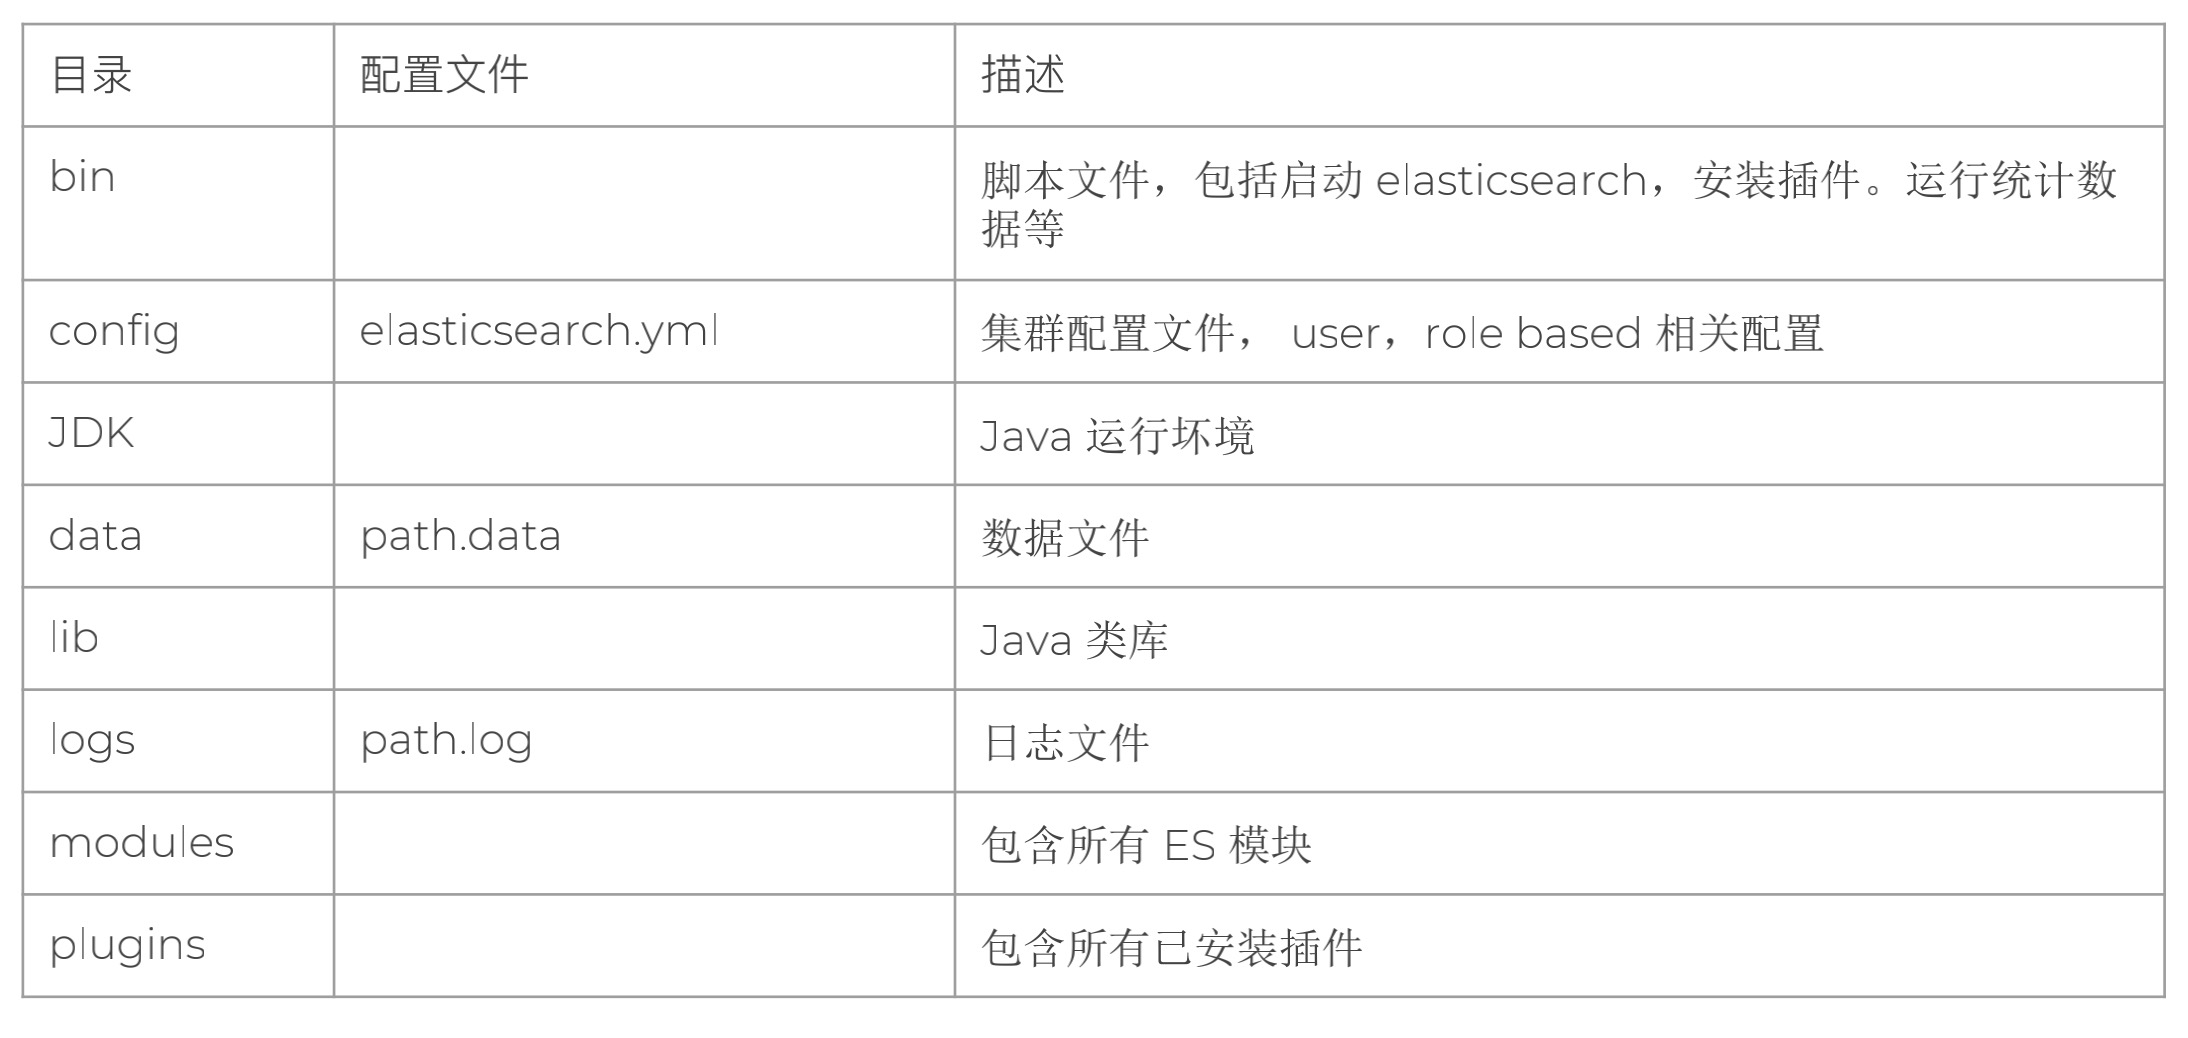 目录 配置文件 描述
bin 脚本文件，包括启动 elasticsearch，安装插件。运行统计数
据等
config elasticsearch.yml 集群配置文件， user，role based 相关配置
JDK Java 运行坏境
data path.data 数据文件
lib Java 类库
logs path.log 日志文件
modules 包含所有 ES 模块
plugins 包含所有已安装插件